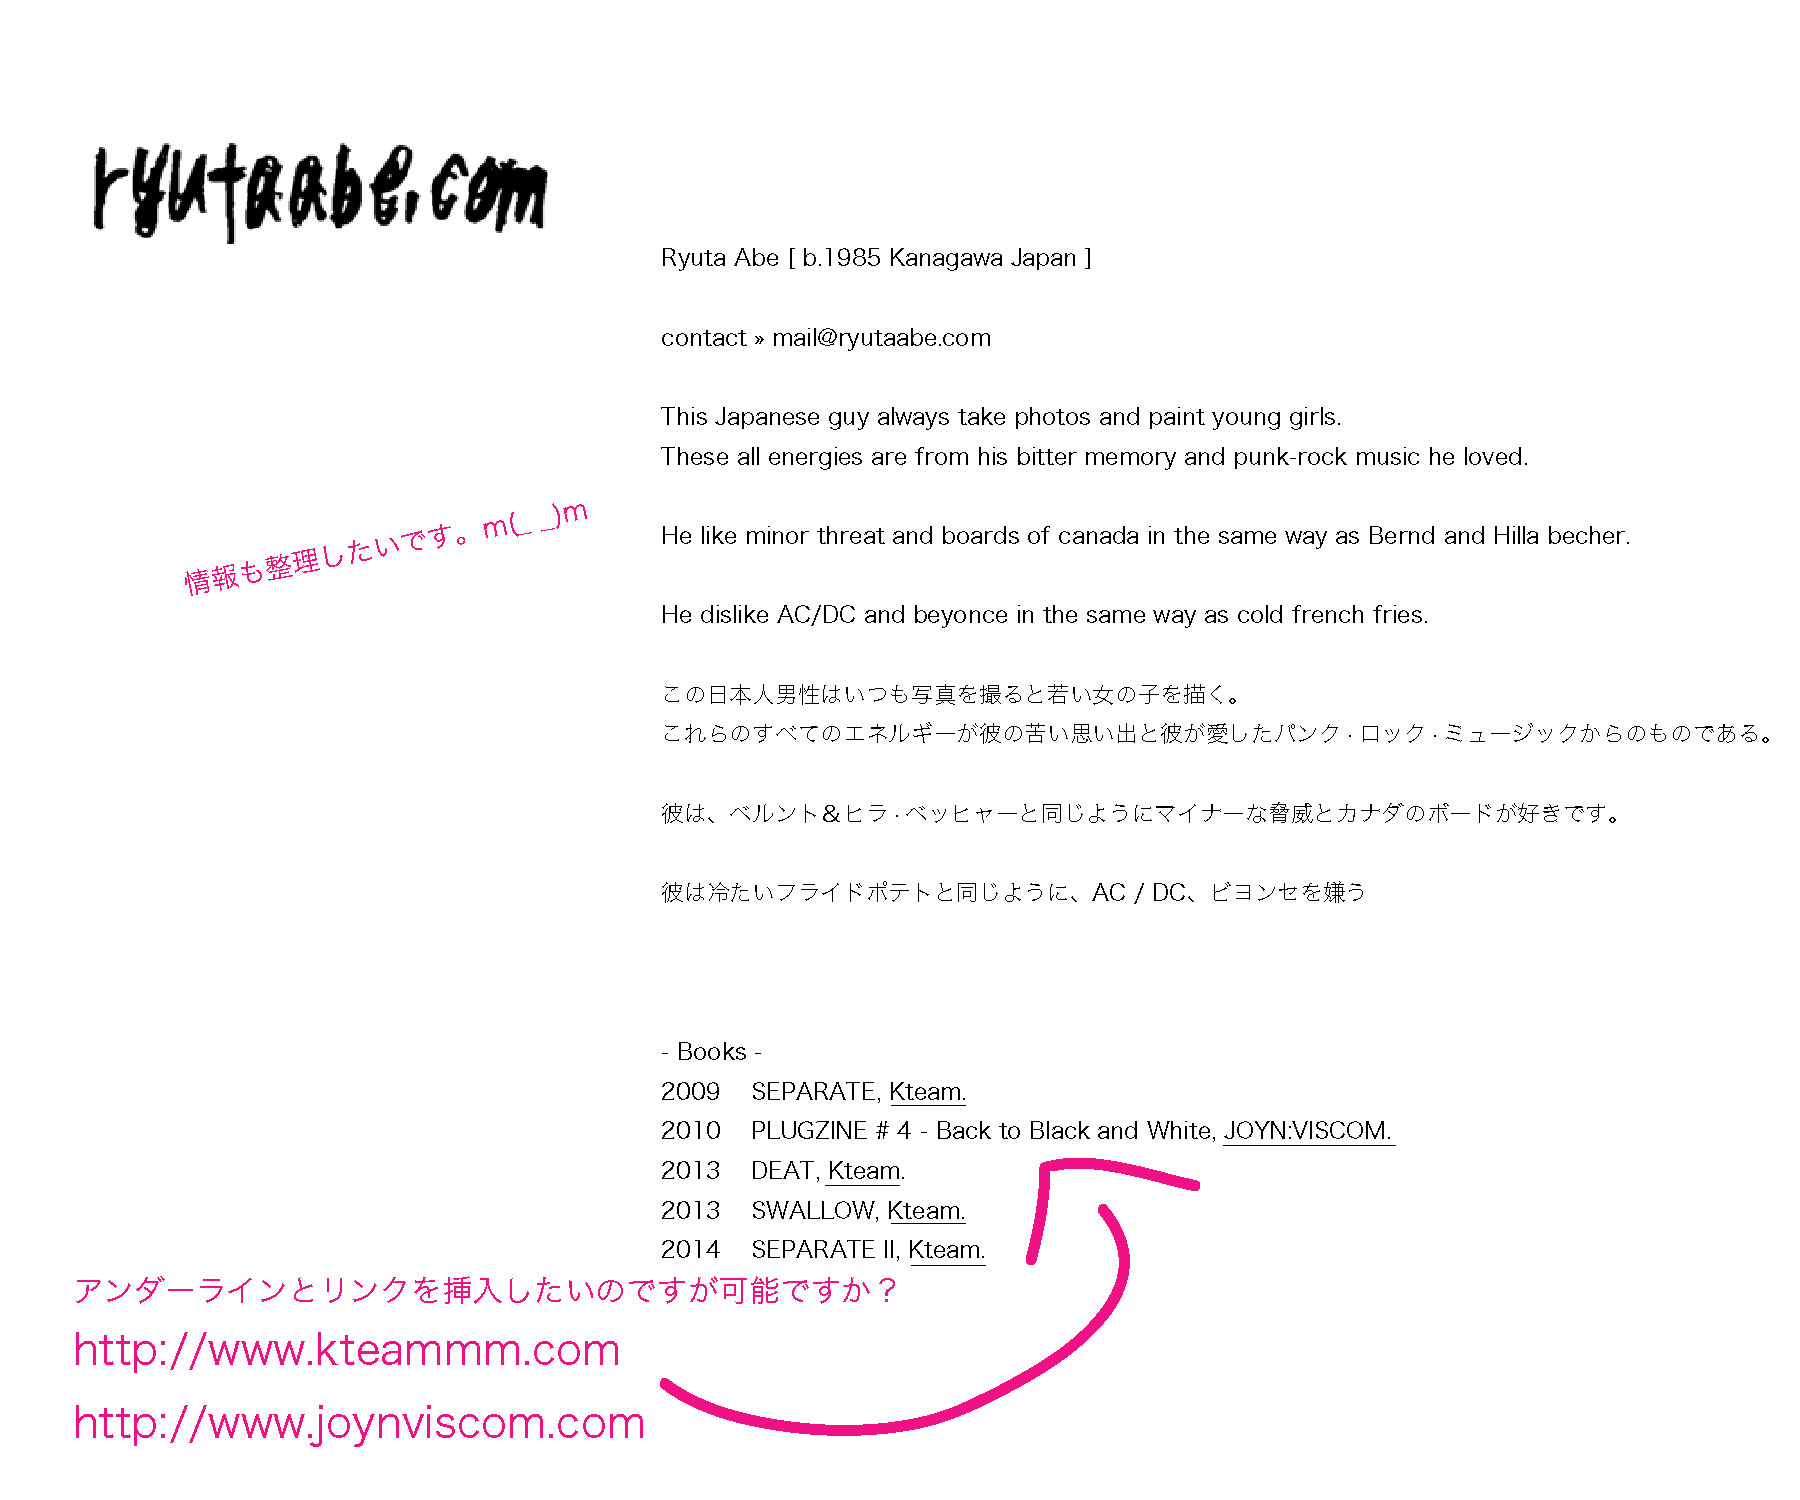 ryutaabe.com
Ryuta Abe [ b.1985 Kanagawa Japan ]
contact » mail@ryutaabe.com
This Japanese guy always take photos and paint young girls.
These all energies are from his bitter memory and punk-rock music he loved.
情報も整理したいです。m(_ _)m
He like minor threat and boards of canada in the same way as Bernd and Hilla becher.
He dislike AC/DC and beyonce in the same way as cold french fries.
この日本人男性はいつも写真を撮ると若い女の子を描く。
これらのすべてのエネルギーが彼の苦い思い出と彼が愛したパンク·ロック·ミュージックからのものである。
彼は、ベルント＆ヒラ·ベッヒャーと同じようにマイナーな脅威とカナダのボードが好きです。
彼は冷たいフライドポテトと同じように、AC / DC、ビヨンセを嫌う
- Books -
2009 SEPARATE, Kteam.
2010 PLUGZINE # 4 - Back to Black and White, JOYN:VISCOM.
2013 DEAT, Kteam.
2013 SWALLOW, Kteam.
2014 SEPARATE II, Kteam.
アンダーラインとリンクを挿入したいのですが可能ですか？
http://www.kteammm.com
http://www.joynviscom.com